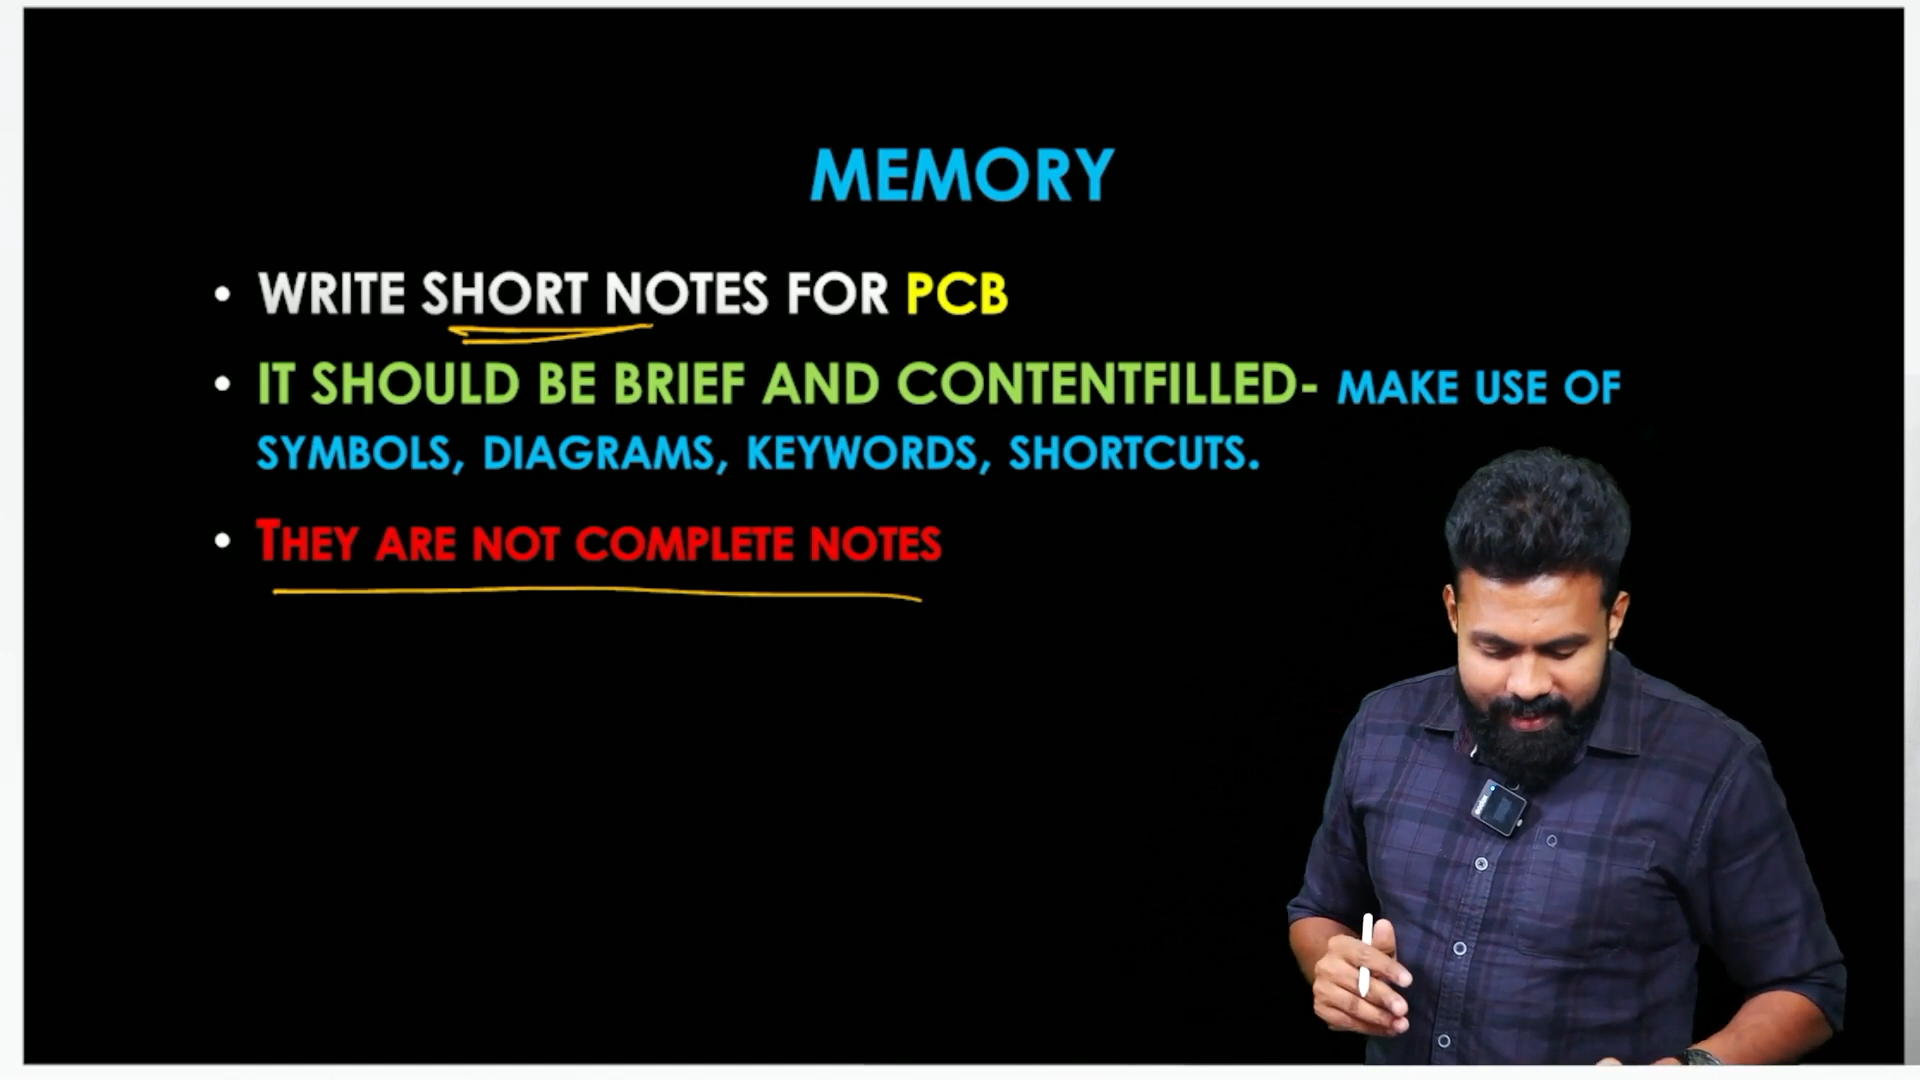 MEMORY
• WRITE SHORT NOTES FOR PCB
• IT SHOULD BE BRIEF AND CONTENTFILLED- MAKE USE OF
SYMBOLS, DIAGRAMS, KEYWORDS, SHORTCUTS.
• THEY ARE NOT COMPLETE NOTES